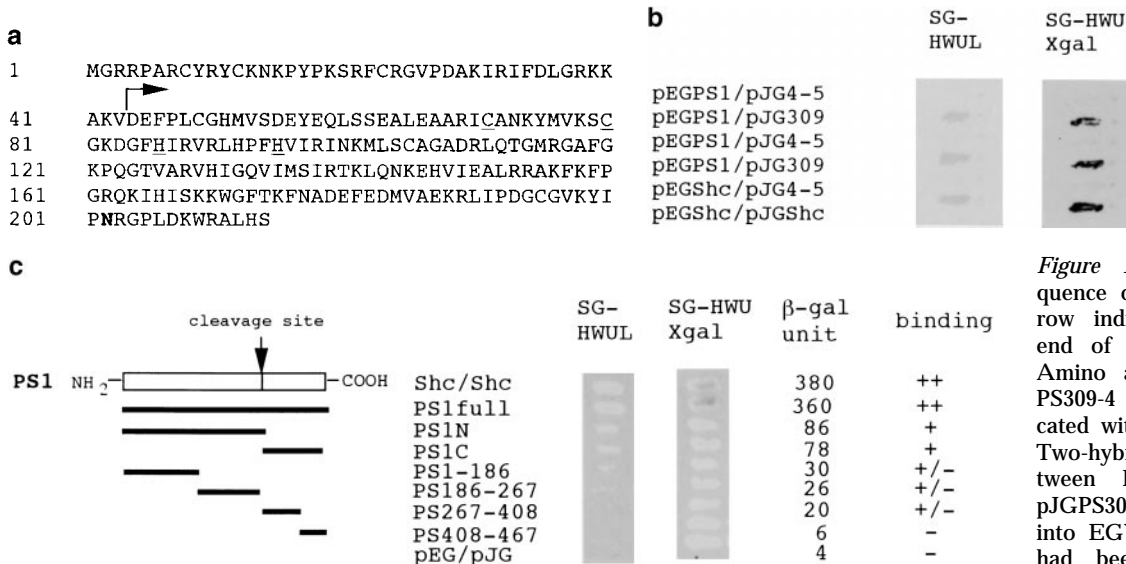 a
1 MGRRPARCYRYCKNKPYPKSRFCRGVPDAKIRIFDLGRKK
41 AKVDEFPLCGHMVSDEYEQLSSEALEAARICANKYMVKSC
81 GKDGFHIRVRLHPFHVIRINKMLSCAGADRLQTGMRGAFG
121 KPQGTVARVHIGQVIMSIRTKLQNKEHVIEALRRAKFKFP
161 GRQKIHISKKWGFTKFNADEFEDMVAEKRLIPDGCGVKYI
201 PNRGPLDKWRALHS
b
SG-HWUL SG-HWU Xgal
pEGPS1/pJG4-5
pEGPS1/pJG309
pEGPS1/pJG4-5
pEGPS1/pJG309
pEGShc/pJG4-5
pEGShc/pJGShc
c
cleavage site
PS1 NH2 COOH
SG-HWUL SG-HWU Xgal β-gal unit binding
Shc/Shc 380 ++
PS1full 360 ++
PS1N 86 +
PS1C 78 +
PS1-186 30 +/-
PS186-267 26 +/-
PS267-408 20 +/-
PS408-467 6 -
pEG/pJG 4 -
Figure
quence o
row indi
end of
Amino a
PS309-4
cated wit
Two-hyb
tween
pJGPS30
into EGY
had bee